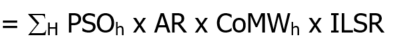 = ∑H PSOh x AR x CoMWh x ILSR